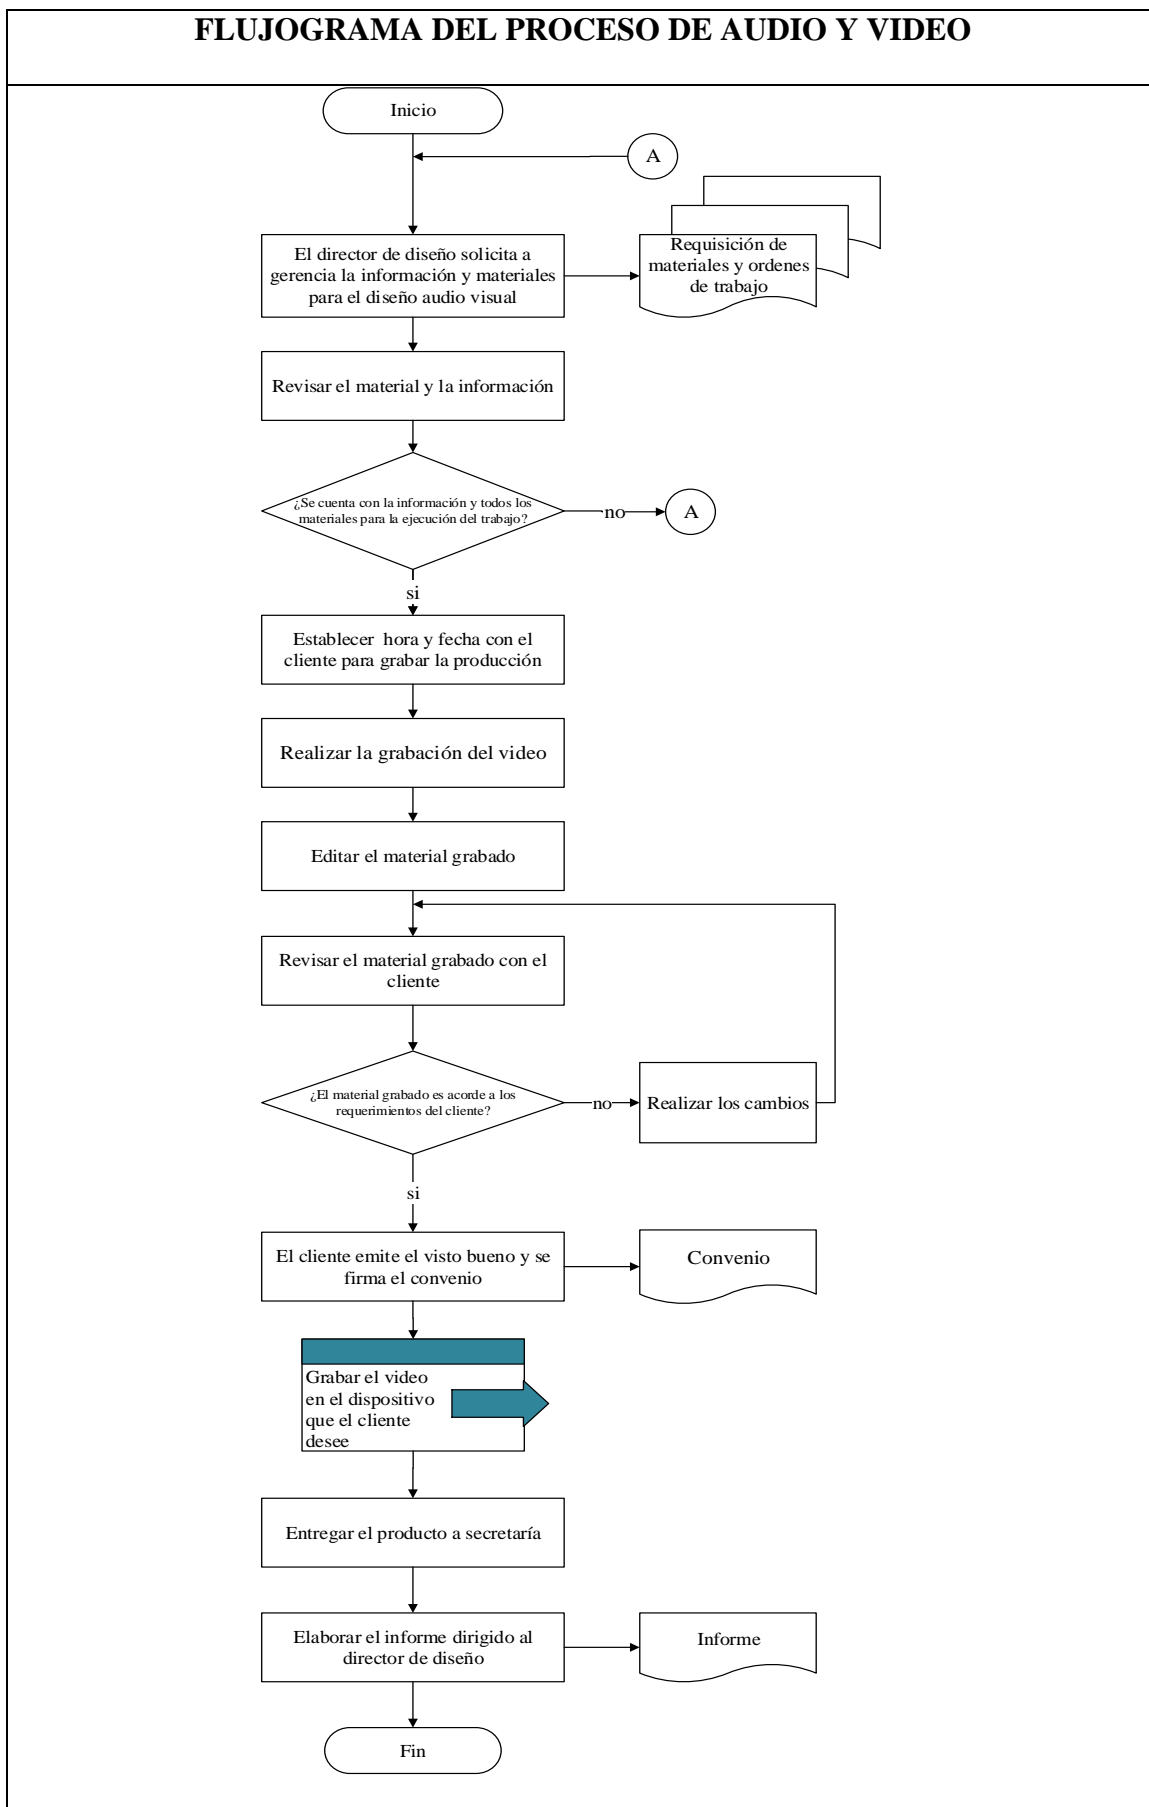 FLUJOGRAMA DEL PROCESO DE AUDIO Y VIDEO
Inicio
A
El director de diseño solicita a
gerencia la información y materiales
para el diseño audio visual
Requisición de
materiales y ordenes
de trabajo
Revisar el material y la información
¿Se cuenta con la información y todos los
materiales para la ejecución del trabajo?
no
A
si
Establecer hora y fecha con el
cliente para grabar la producción
Realizar la grabación del video
Editar el material grabado
Revisar el material grabado con el
cliente
¿El material grabado es acorde a los
requerimientos del cliente?
no
Realizar los cambios
si
El cliente emite el visto bueno y se
firma el convenio
Convenio
Grabar el video
en el dispositivo
que el cliente
desee
Entregar el producto a secretaría
Elaborar el informe dirigido al
director de diseño
Informe
Fin